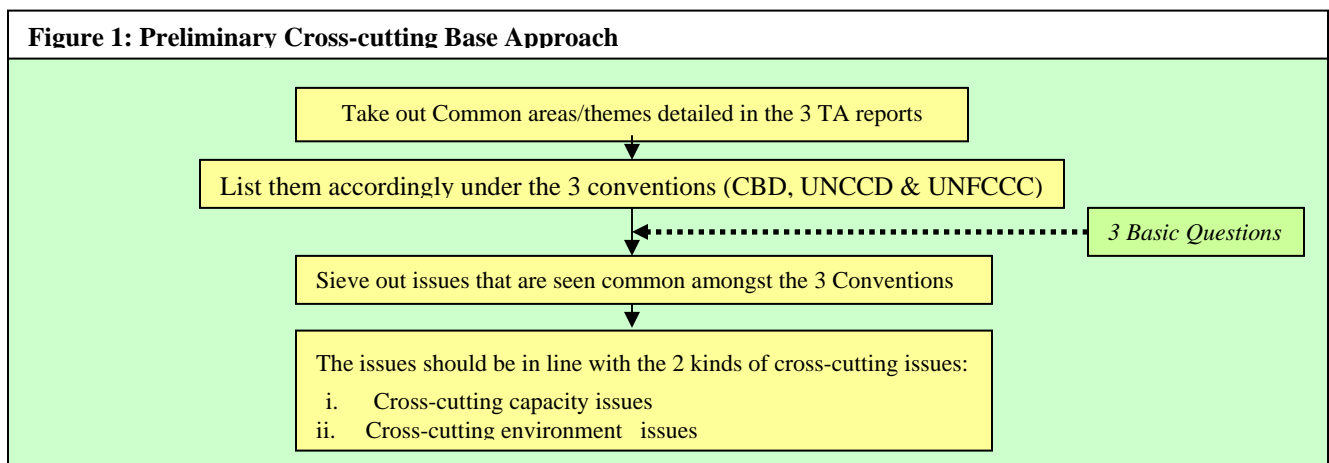 Figure 1: Preliminary Cross-cutting Base Approach
Take out Common areas/themes detailed in the 3 TA reports
List them accordingly under the 3 conventions (CBD, UNCCD & UNFCCC)
3 Basic Questions
Sieve out issues that are seen common amongst the 3 Conventions
The issues should be in line with the 2 kinds of cross-cutting issues:
i. Cross-cutting capacity issues
ii. Cross-cutting environment issues